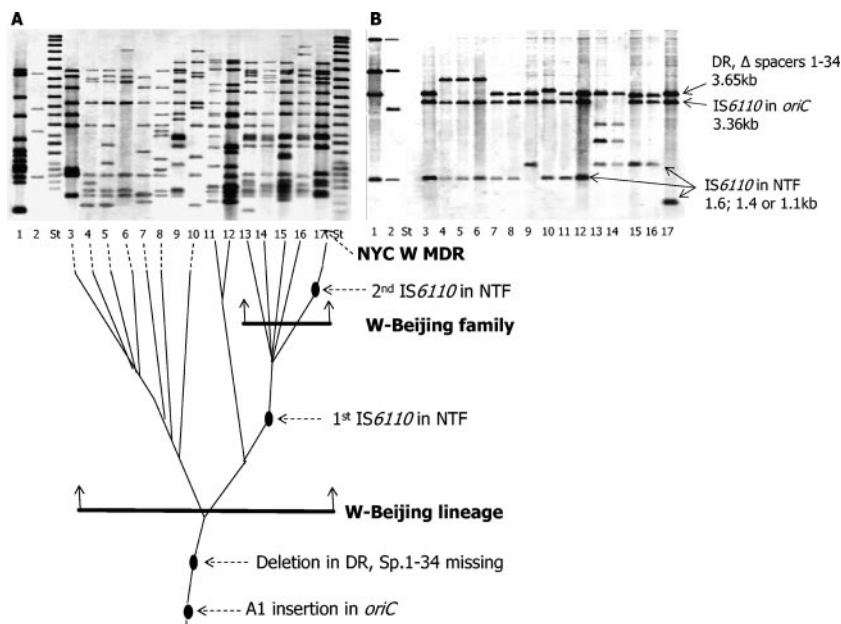 A
B
DR, Δ spacers 1-34
3.65kb
IS6110 in oriC
3.36kb
IS6110 in NTF
1.6; 1.4 or 1.1kb
1 2 St 3 4 5 6 7 8 9 10 11 12 13 14 15 16 17 St
1 2 St 3 4 5 6 7 8 9 10 11 12 13 14 15 16 17
NYC W MDR
2nd IS6110 in NTF
W-Beijing family
1st IS6110 in NTF
W-Beijing lineage
Deletion in DR, Sp.1-34 missing
A1 insertion in oriC